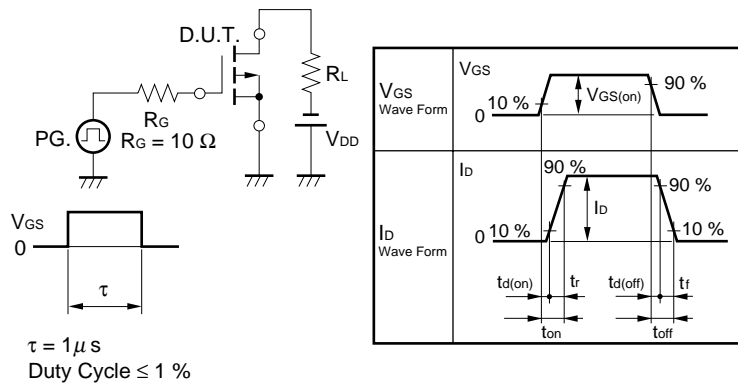 D.U.T.
RL
RG
PG.
RG = 10 Ω
VDD
VGS
0
τ
τ = 1μ s
Duty Cycle ≤ 1 %
VGS
Wave Form
VGS
10 %
0
VGS(on)
90 %
ID
Wave Form
ID
90 %
90 %
ID
0 10 %
10 %
td(on) tr td(off) tf
ton toff